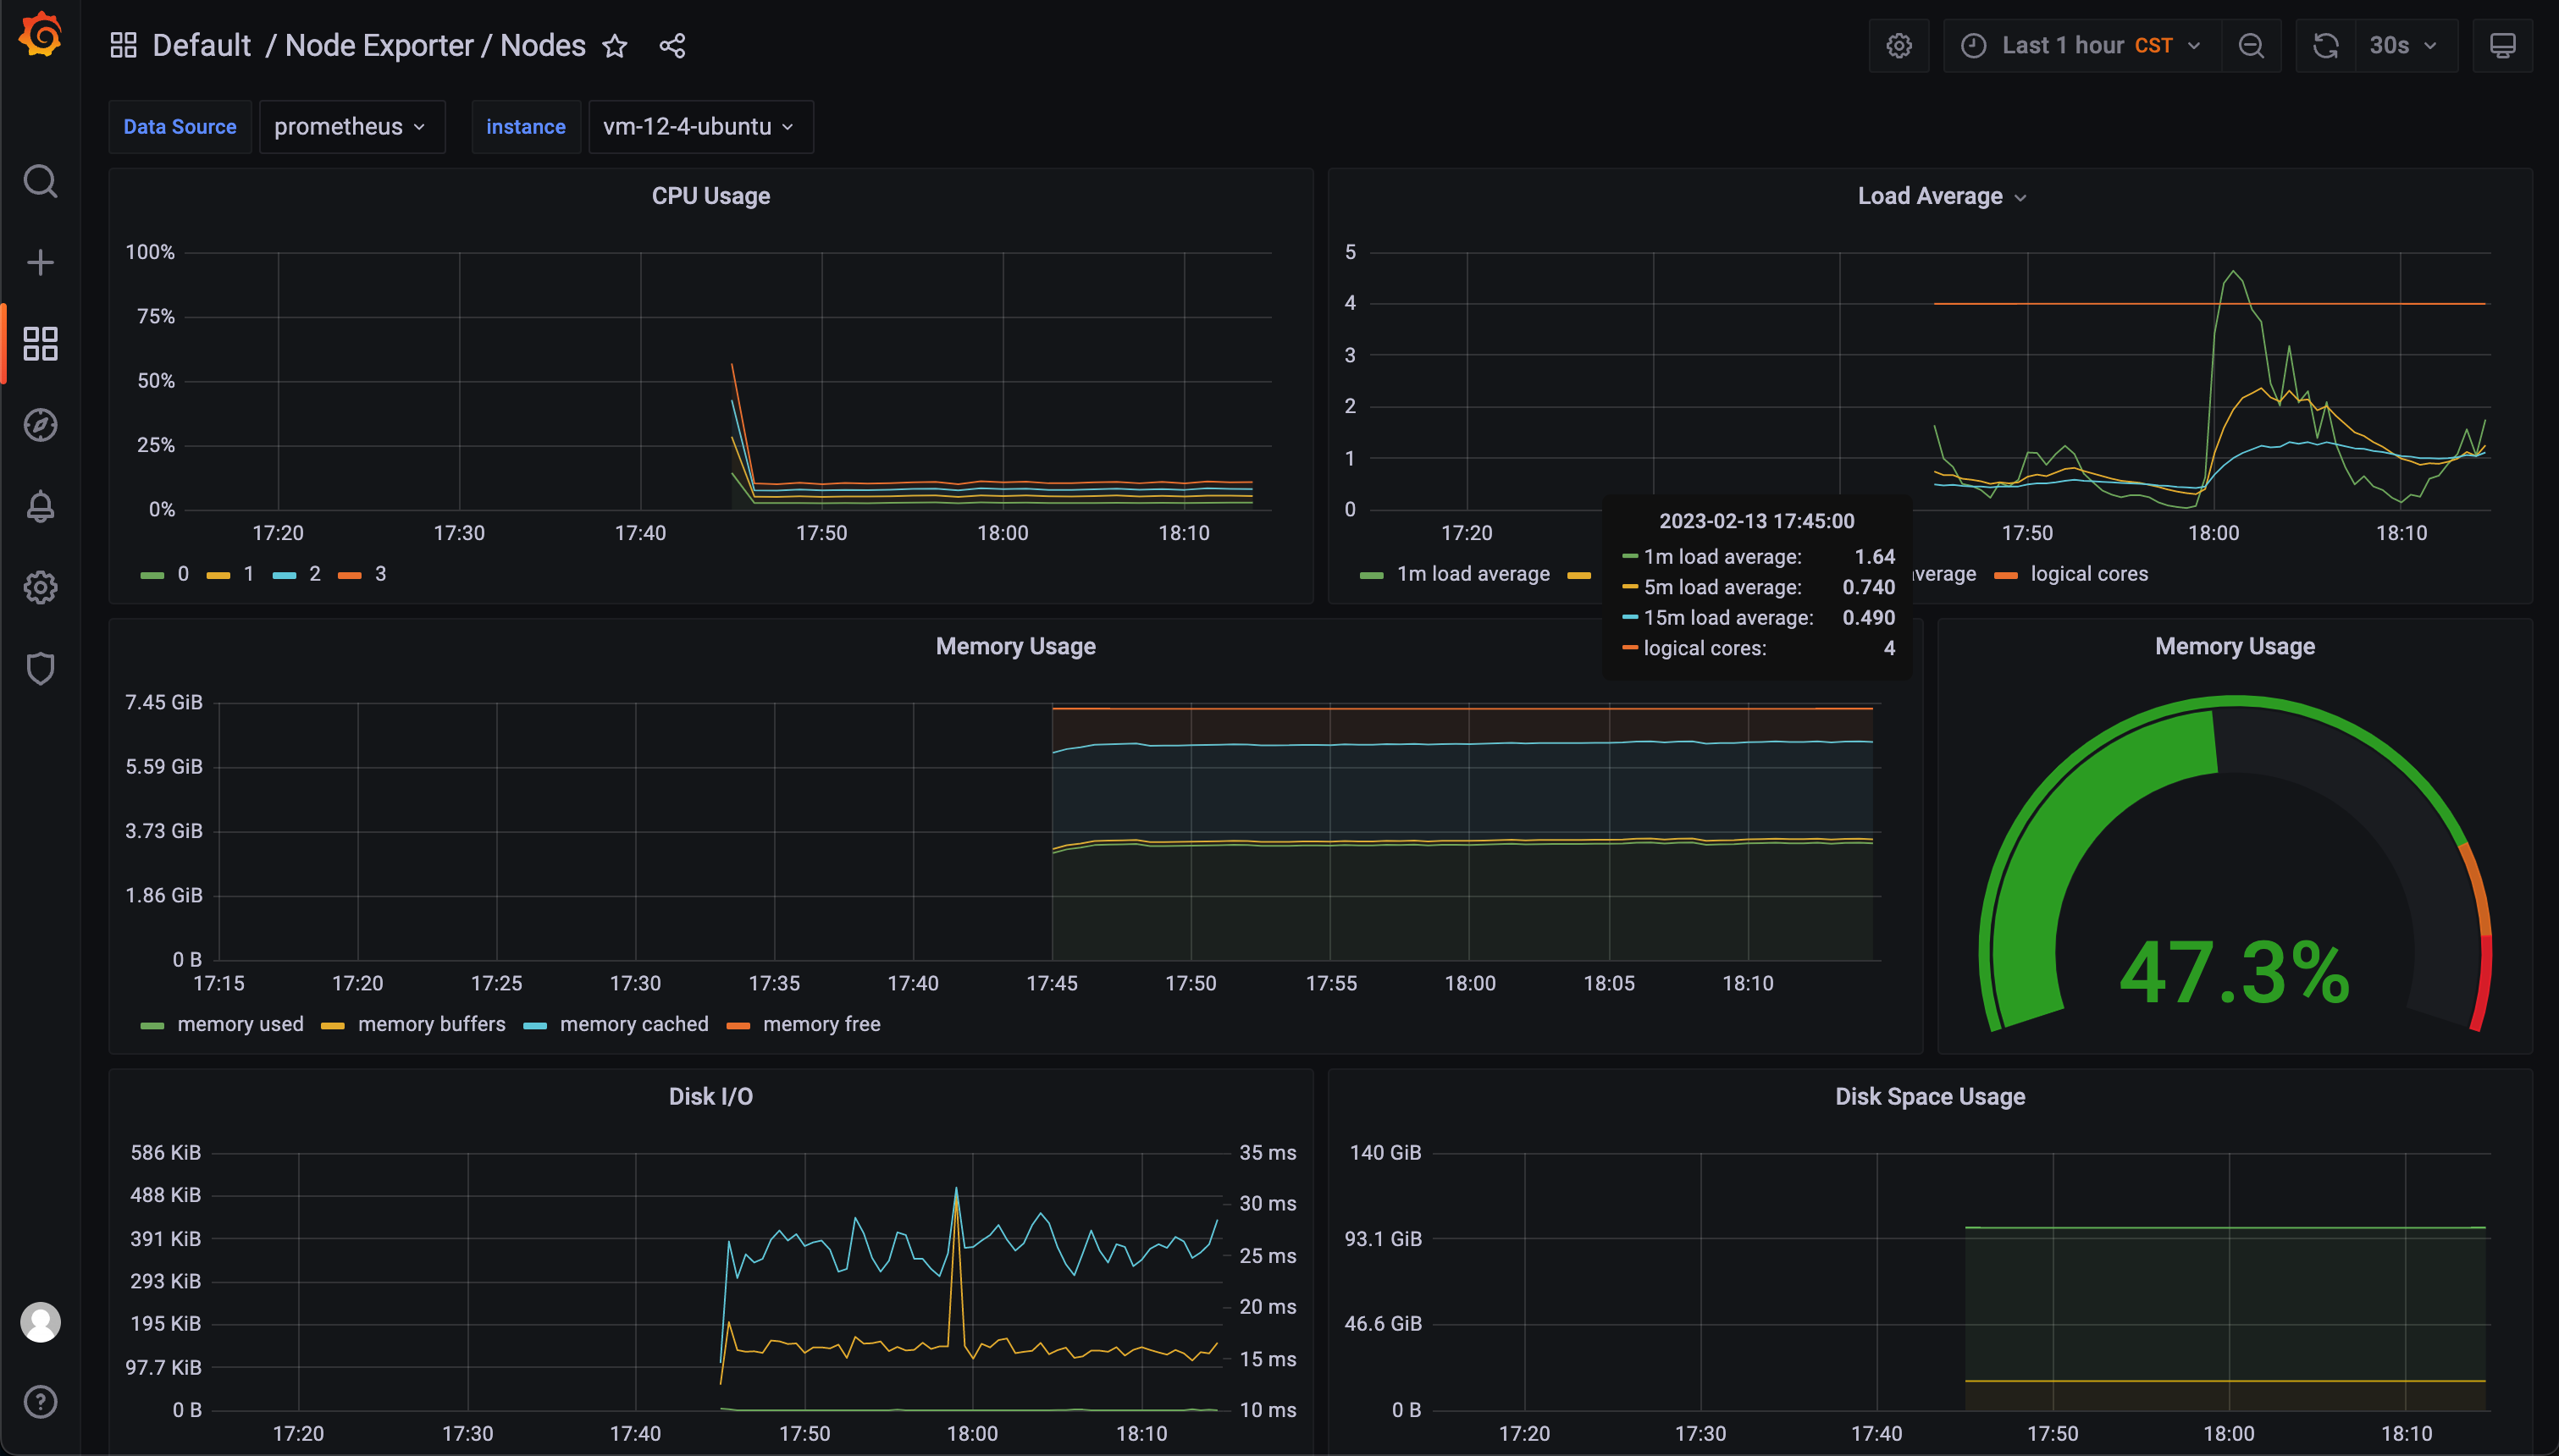 Default / Node Exporter / Nodes
Last 1 hour CST
30s
Data Source prometheus instance vm-12-4-ubuntu
CPU Usage
100%
75%
50%
25%
0%
17:20 17:30 17:40 17:50 18:00 18:10
0 1 2 3
Load Average
5
4
3
2
1
0
17:20 17:50 18:00 18:10
1m load average verage logical cores
2023-02-13 17:45:00
1m load average: 1.64
5m load average: 0.740
15m load average: 0.490
logical cores: 4
Memory Usage
7.45 GiB
5.59 GiB
3.73 GiB
1.86 GiB
0 B
17:15 17:20 17:25 17:30 17:35 17:40 17:45 17:50 17:55 18:00 18:05 18:10
memory used memory buffers memory cached memory free
Memory Usage
47.3%
Disk I/O
586 KiB
488 KiB
391 KiB
293 KiB
195 KiB
97.7 KiB
0 B
35 ms
30 ms
25 ms
20 ms
15 ms
10 ms
17:20 17:30 17:40 17:50 18:00 18:10
Disk Space Usage
140 GiB
93.1 GiB
46.6 GiB
0 B
17:20 17:30 17:40 17:50 18:00 18:10